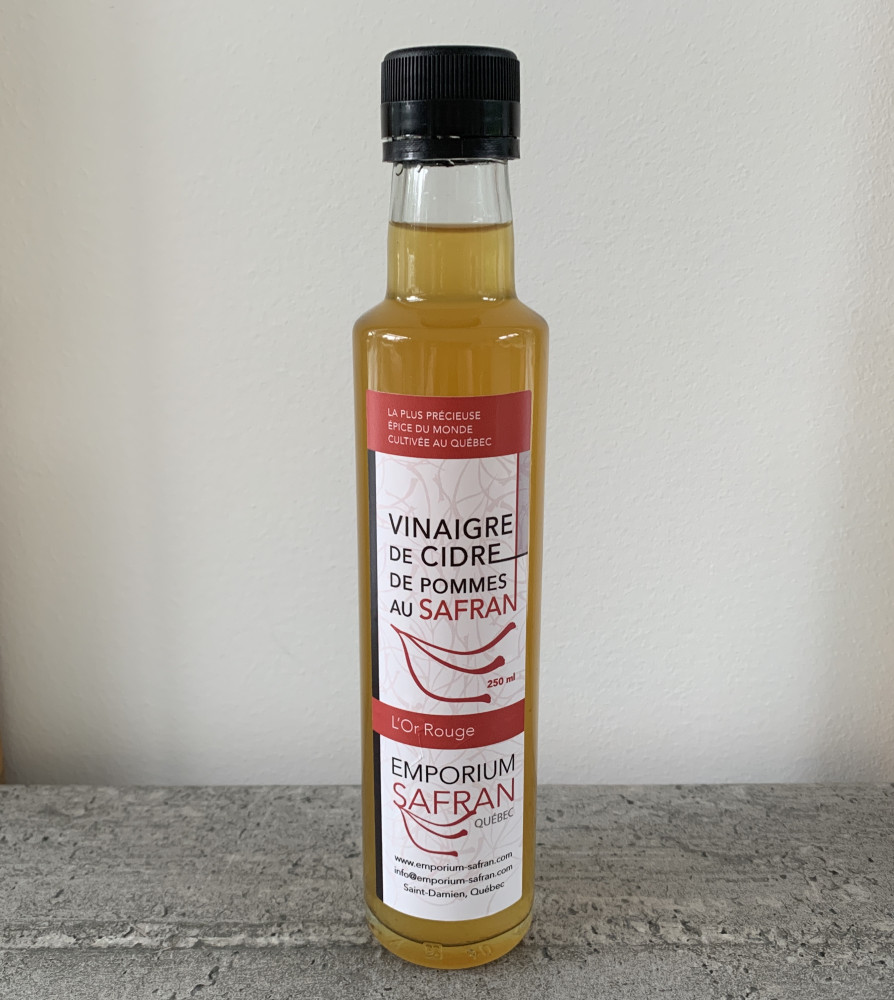 LA PLUS PRÉCIEUSE
ÉPICE DU MONDE
CULTIVÉE AU QUÉBEC
VINAIGRE
DE CIDRE
DE POMMES
AU SAFRAN
250 ml
L'Or Rouge
EMPORIUM
SAFRAN
QUÉBEC
www.emporium-safran.com
info@emporium-safran.com
Saint-Damien, Québec